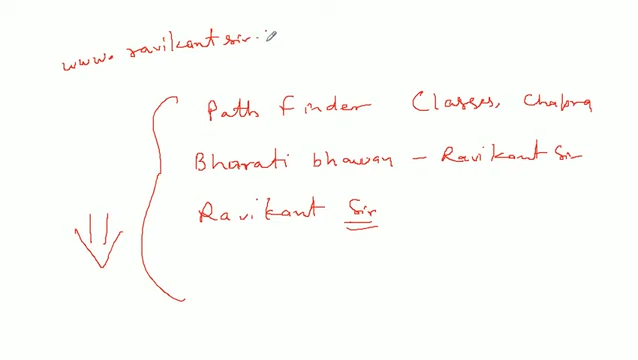 www.ravikantsir.
Path finder Classes, Chapra
Bharati bhawan - Ravikant sir
Ravikant Sir